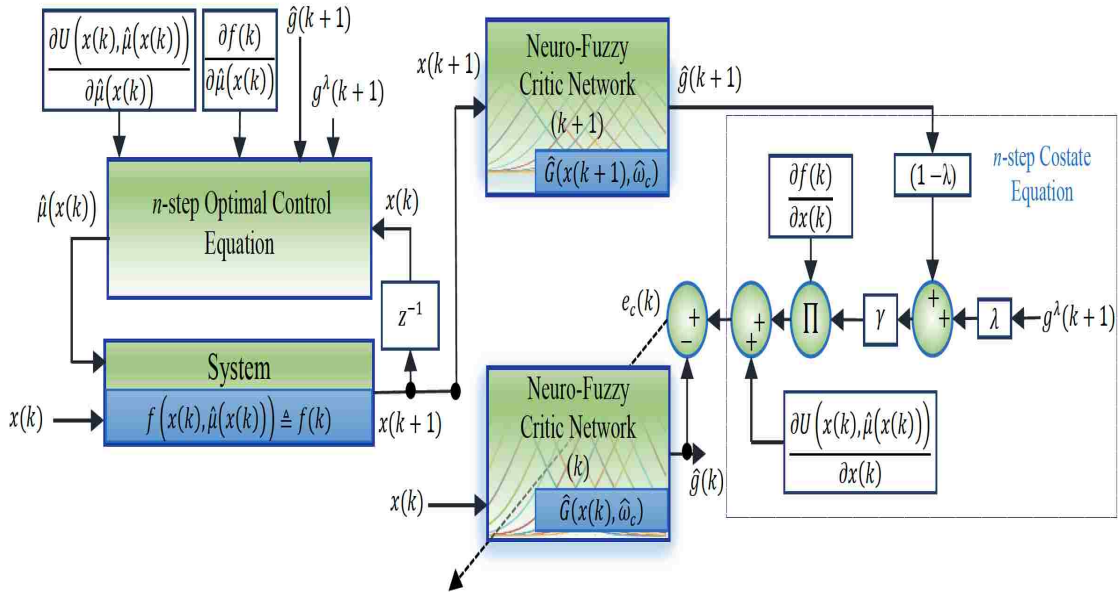 ∂U(x(k), μ̂(x(k)))
∂μ̂(x(k))
∂f(k)
∂μ̂(x(k))
ĝ(k+1)
g^λ(k+1)
n-step Optimal Control
Equation
μ̂(x(k))
x(k)
z⁻¹
System
f(x(k), μ̂(x(k))) ≜ f(k)
x(k)
x(k+1)
x(k+1)
Neuro-Fuzzy
Critic Network
(k+1)
Ĝ(x(k+1), ω̂_c)
ĝ(k+1)
n-step Costate
Equation
(1−λ)
∂f(k)
∂x(k)
e_c(k)
+
−
+
+
∏
γ
+
+
λ
g^λ(k+1)
∂U(x(k), μ̂(x(k)))
∂x(k)
Neuro-Fuzzy
Critic Network
(k)
Ĝ(x(k), ω̂_c)
x(k)
ĝ(k)